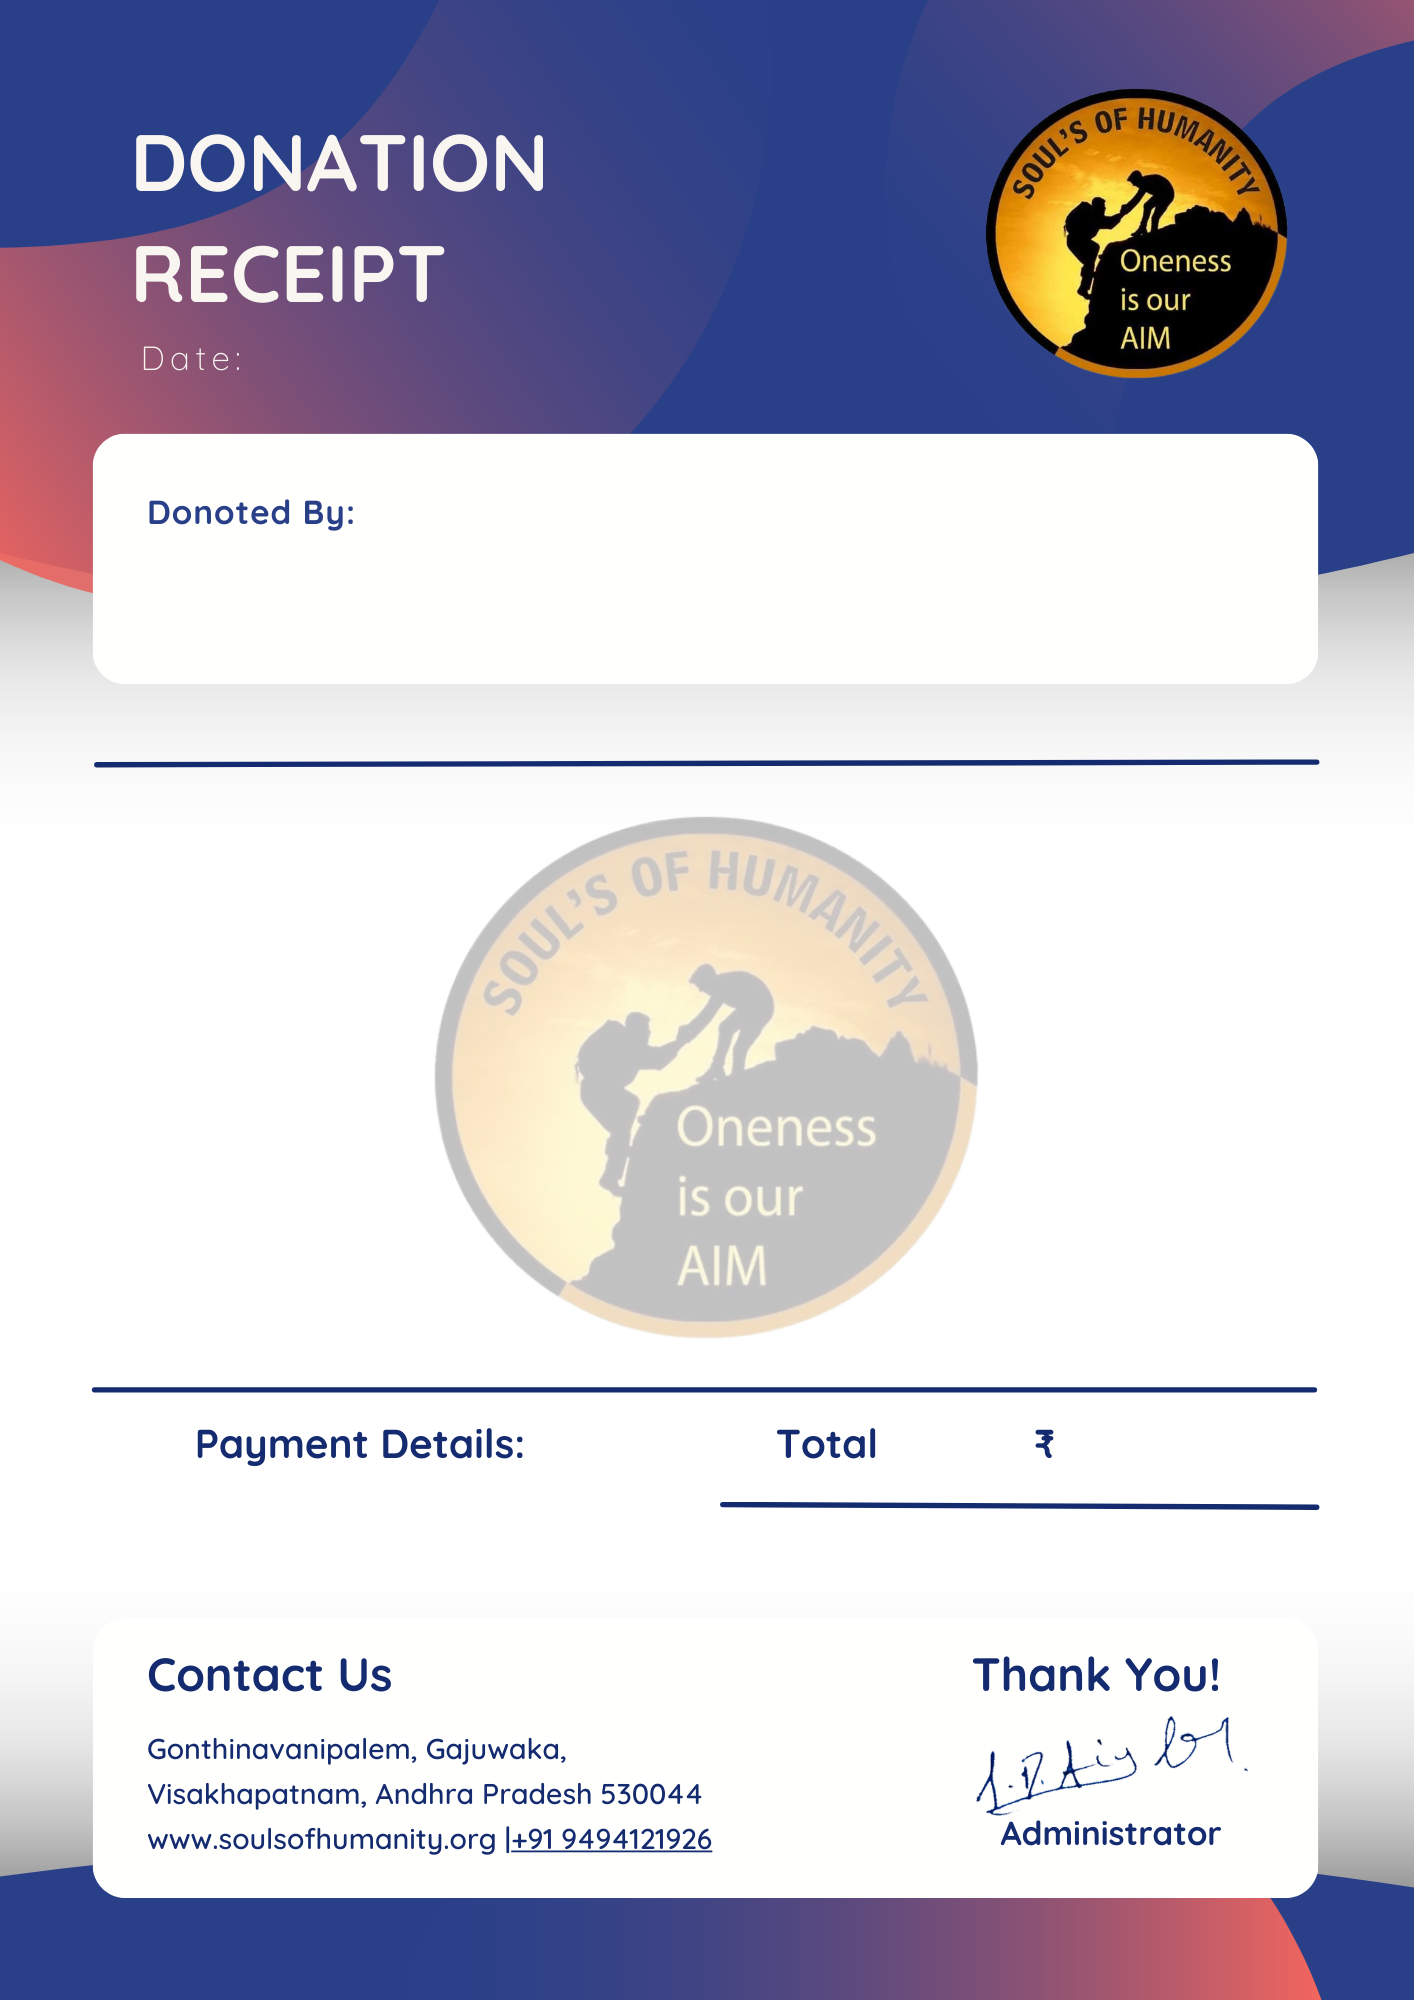 DONATION
RECEIPT
Date:
SOUL'S OF HUMANITY
Oneness
is our
AIM
Donoted By:
SOUL'S OF HUMANITY
Oneness
is our
AIM
Payment Details:
Total ₹
Contact Us
Thank You!
Gonthinavanipalem, Gajuwaka,
Visakhapatnam, Andhra Pradesh 530044
www.soulsofhumanity.org |+91 9494121926
Administrator